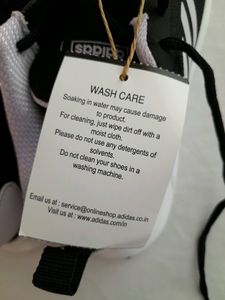 adidas
WASH CARE
Soaking in water may cause damage
to product.
For cleaning, just wipe dirt off with a
moist cloth.
Please do not use any detergents of
solvents.
Do not clean your shoes in a
washing machine.
Email us at : service@onlineshop.adidas.co.in
Visit us at : www.adidas.com/in